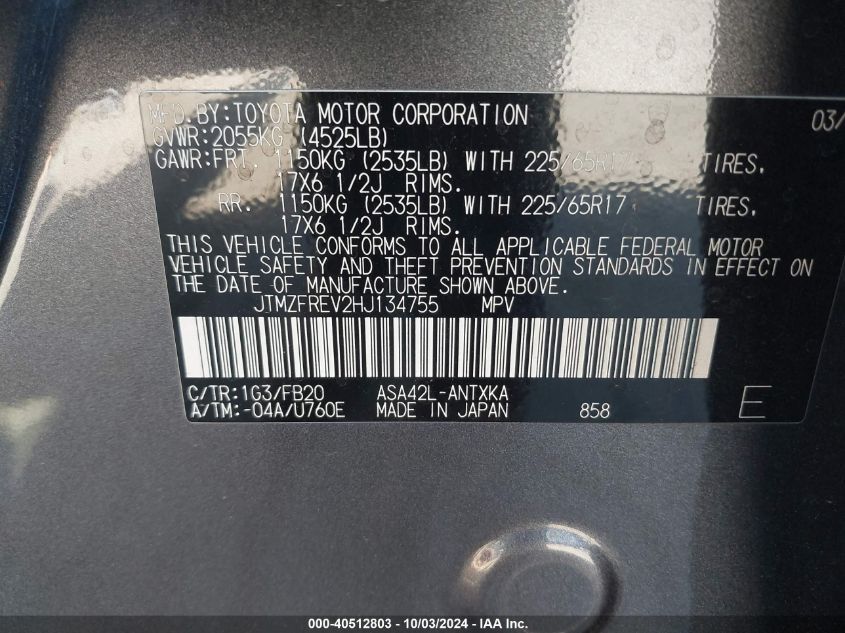 MFD.BY:TOYOTA MOTOR CORPORATION 03/
GVWR:2055KG (4525LB)
GAWR:FRT. 1150KG (2535LB) WITH 225/65R17 TIRES,
17X6 1/2J RIMS.
RR. 1150KG (2535LB) WITH 225/65R17 TIRES,
17X6 1/2J RIMS.
THIS VEHICLE CONFORMS TO ALL APPLICABLE FEDERAL MOTOR
VEHICLE SAFETY AND THEFT PREVENTION STANDARDS IN EFFECT ON
THE DATE OF MANUFACTURE SHOWN ABOVE.
JTMZFREV2HJ134755 MPV
C/TR:1G3/FB20 ASA42L-ANTXKA
A/TM:-04A/U760E MADE IN JAPAN 858 E
000-40512803 - 10/03/2024 - IAA Inc.